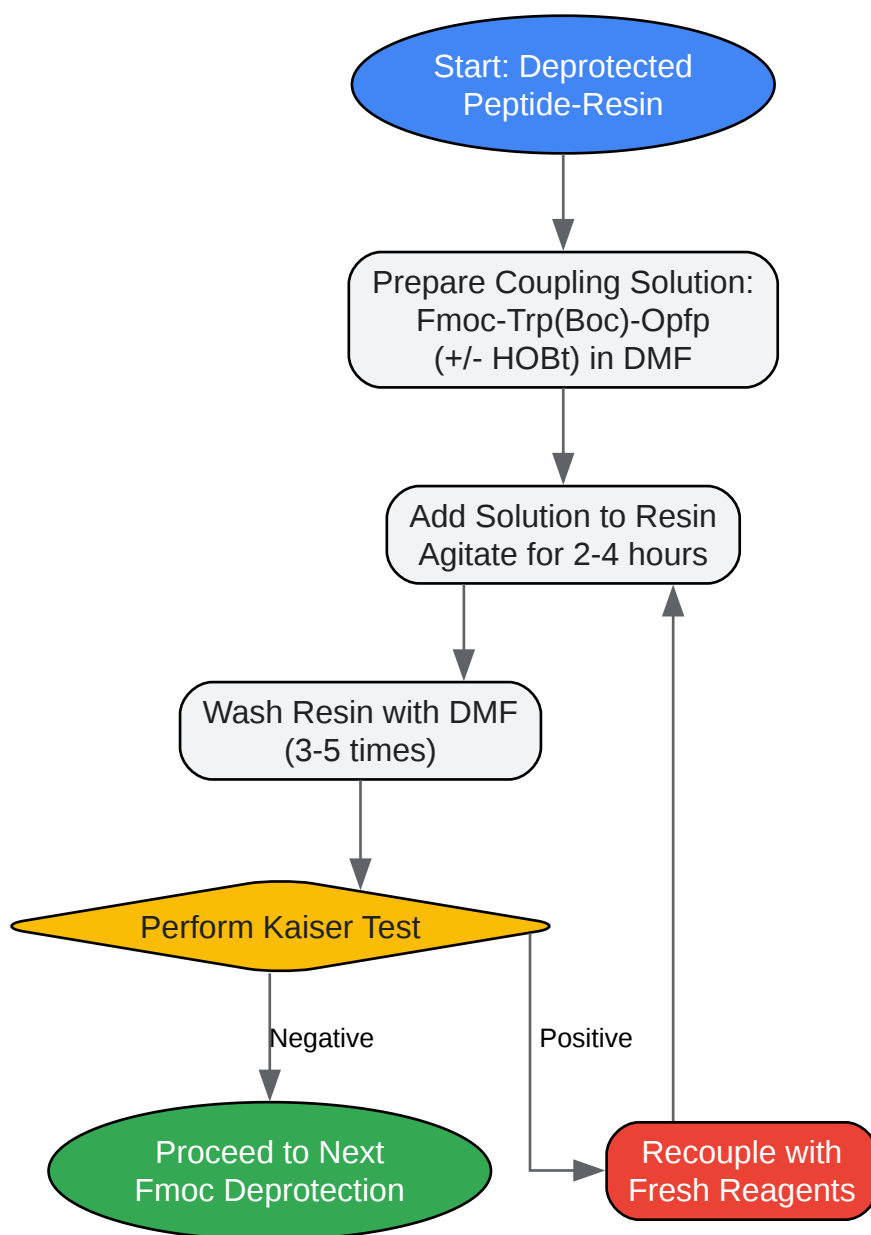 Start: Deprotected
Peptide-Resin
Prepare Coupling Solution:
Fmoc-Trp(Boc)-Opfp
(+/- HOBt) in DMF
Add Solution to Resin
Agitate for 2-4 hours
Wash Resin with DMF
(3-5 times)
Perform Kaiser Test
Negative
Positive
Proceed to Next
Fmoc Deprotection
Recouple with
Fresh Reagents